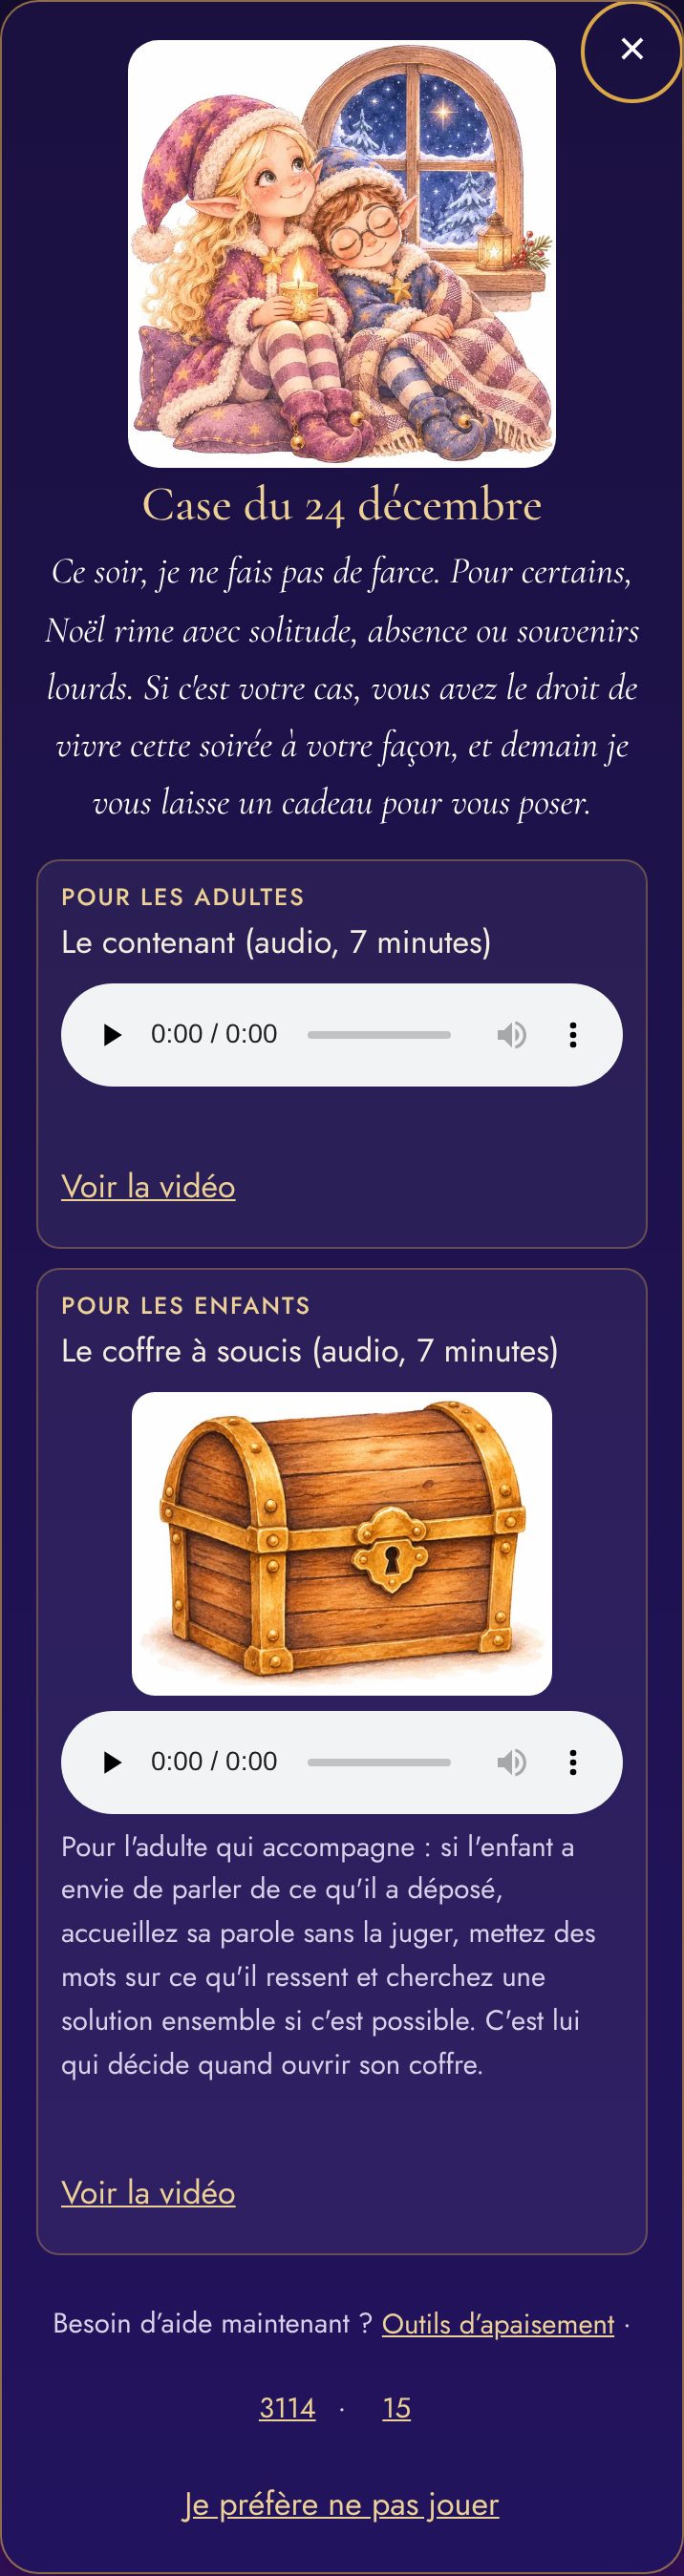 ×
Case du 24 décembre
Ce soir, je ne fais pas de farce. Pour certains,
Noël rime avec solitude, absence ou souvenirs
lourds. Si c'est votre cas, vous avez le droit de
vivre cette soirée à votre façon, et demain je
vous laisse un cadeau pour vous poser.
POUR LES ADULTES
Le contenant (audio, 7 minutes)
0:00 / 0:00
Voir la vidéo
POUR LES ENFANTS
Le coffre à soucis (audio, 7 minutes)
0:00 / 0:00
Pour l'adulte qui accompagne : si l'enfant a
envie de parler de ce qu'il a déposé,
accueillez sa parole sans la juger, mettez des
mots sur ce qu'il ressent et cherchez une
solution ensemble si c'est possible. C'est lui
qui décide quand ouvrir son coffre.
Voir la vidéo
Besoin d’aide maintenant ? Outils d’apaisement ·
3114 · 15
Je préfère ne pas jouer